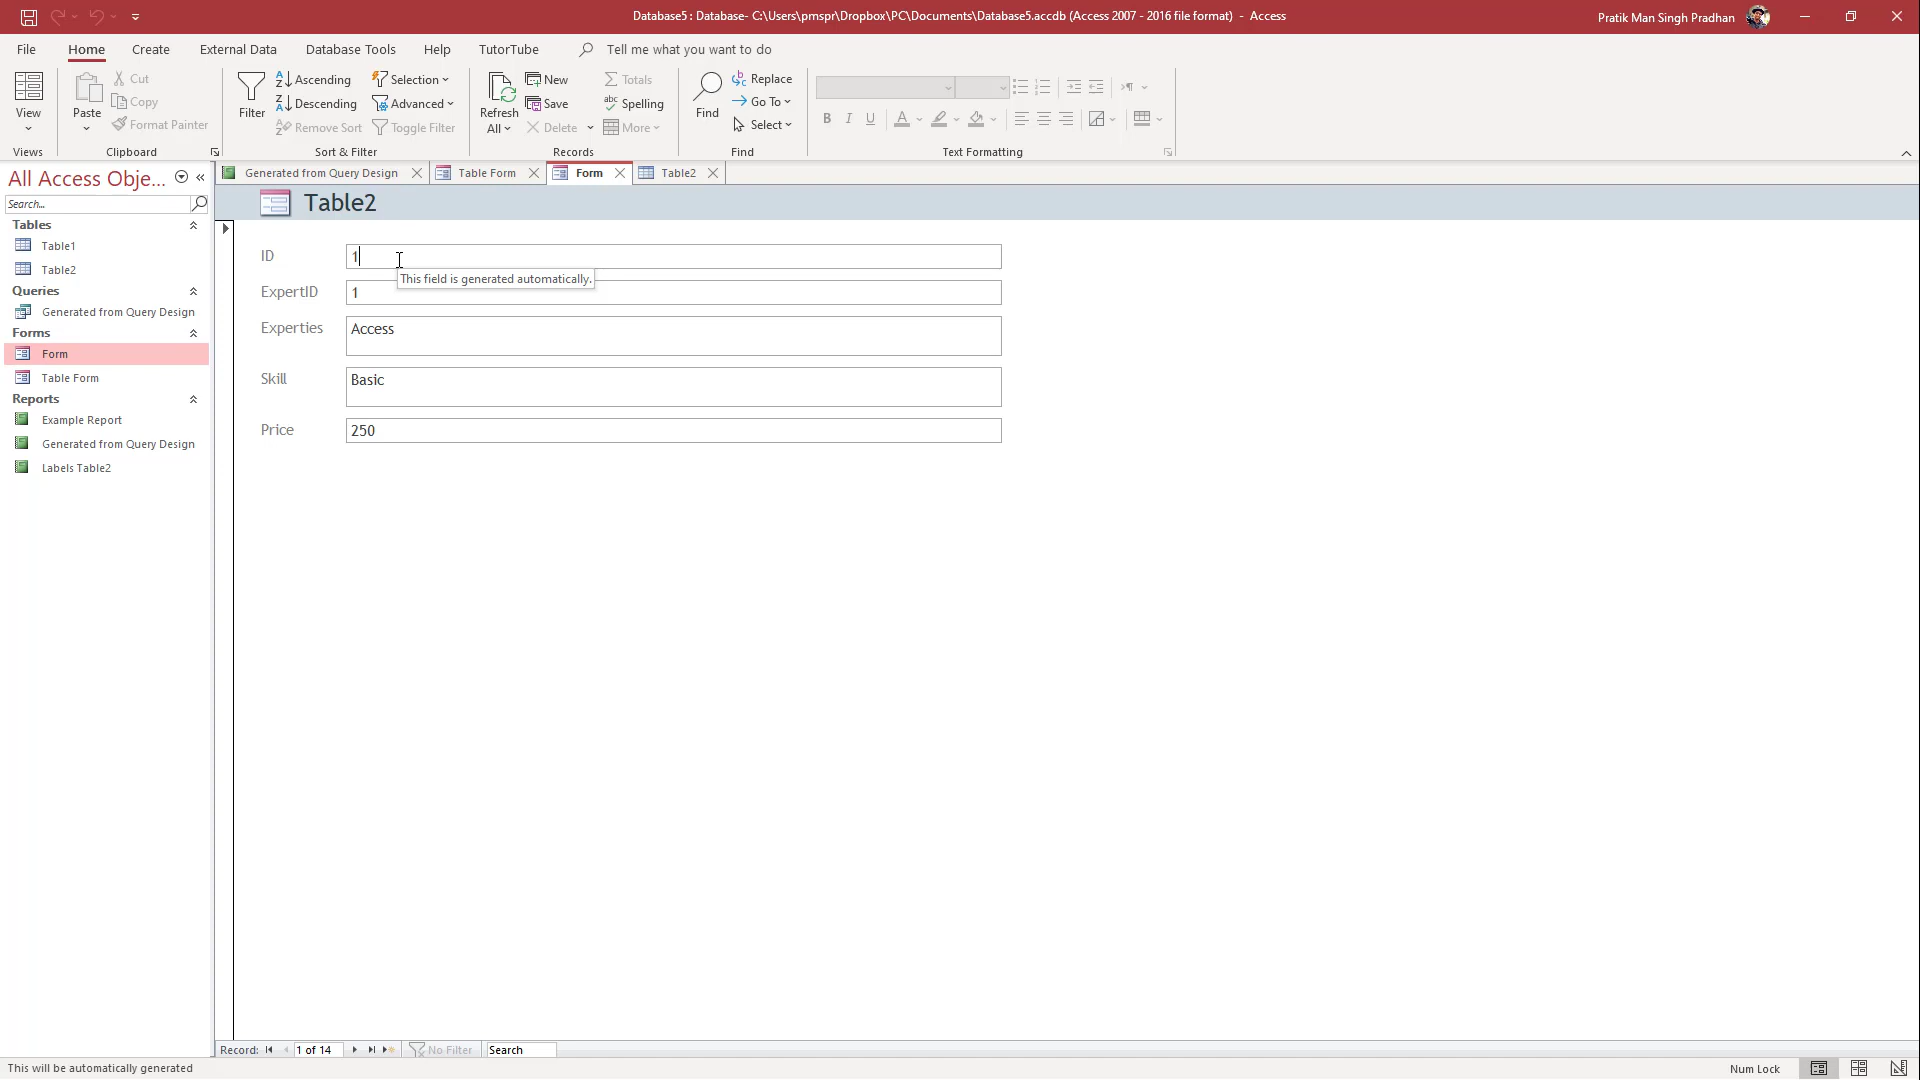 Database5 : Database- C:\Users\pmspr\Dropbox\PC\Documents\Database5.accdb (Access 2007 - 2016 file format) - Access
Pratik Man Singh Pradhan
File Home Create External Data Database Tools Help TutorTube Tell me what you want to do
View
Views
Paste
Cut
Copy
Format Painter
Clipboard
Filter
Ascending
Descending
Remove Sort
Selection
Advanced
Toggle Filter
Sort & Filter
Refresh
All
New
Save
Delete
Totals
Spelling
More
Records
Find
Replace
Go To
Select
Find
B I U
A
Text Formatting
All Access Obje...
Search...
Tables
Table1
Table2
Queries
Generated from Query Design
Forms
Form
Table Form
Reports
Example Report
Generated from Query Design
Labels Table2
Generated from Query Design Table Form Form Table2
Table2
ID 1
This field is generated automatically.
ExpertID 1
Experties Access
Skill Basic
Price 250
Record: 1 of 14 No Filter Search
This will be automatically generated
Num Lock